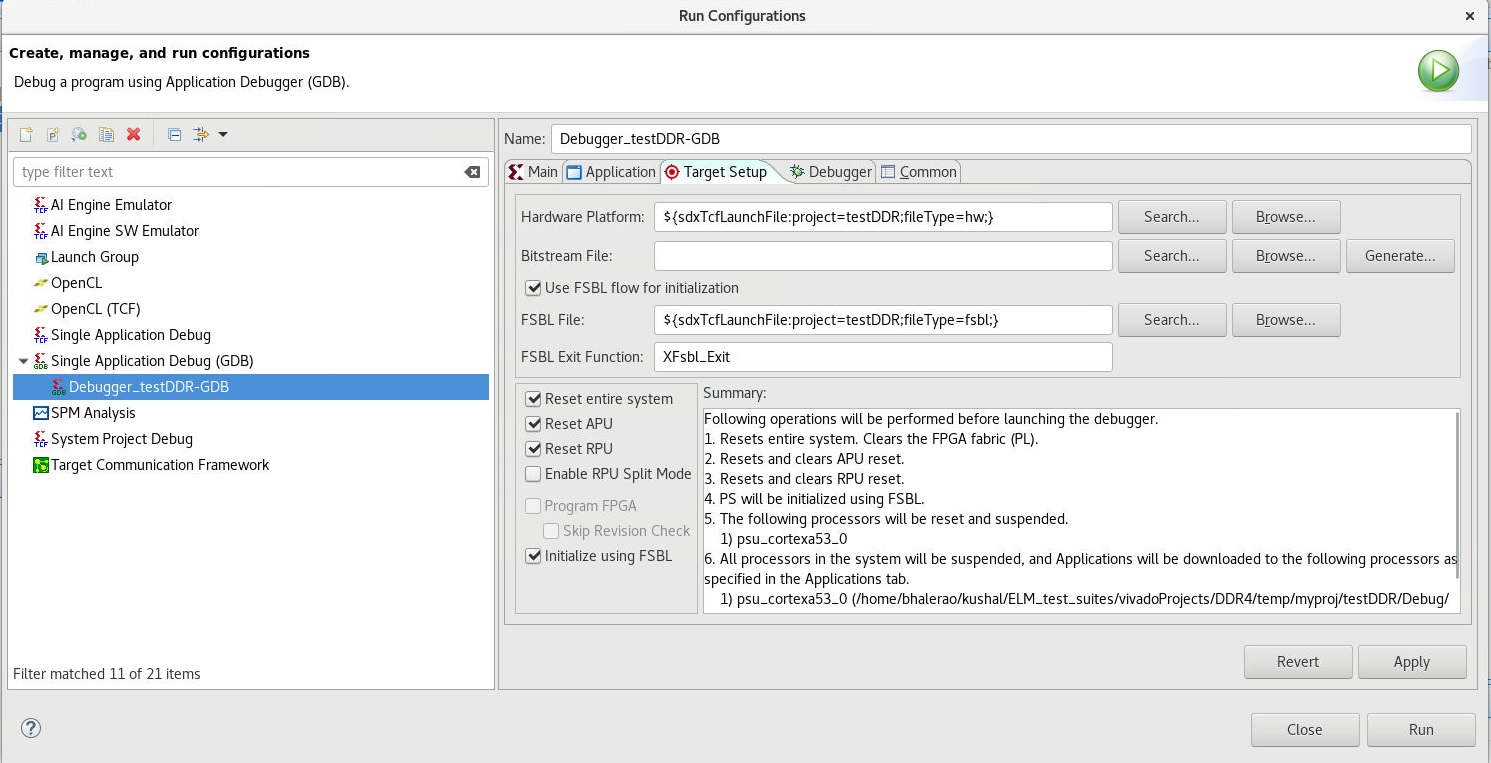 Run Configurations
Create, manage, and run configurations
Debug a program using Application Debugger (GDB).
type filter text
AI Engine Emulator
AI Engine SW Emulator
Launch Group
OpenCL
OpenCL (TCF)
Single Application Debug
Single Application Debug (GDB)
Debugger_testDDR-GDB
SPM Analysis
System Project Debug
Target Communication Framework
Filter matched 11 of 21 items
Name: Debugger_testDDR-GDB
Main Application Target Setup Debugger Common
Hardware Platform: ${sdxTcfLaunchFile:project=testDDR;fileType=hw;} Search... Browse...
Bitstream File: Search... Browse... Generate...
Use FSBL flow for initialization
FSBL File: ${sdxTcfLaunchFile:project=testDDR;fileType=fsbl;} Search... Browse...
FSBL Exit Function: XFsbl_Exit
Reset entire system
Reset APU
Reset RPU
Enable RPU Split Mode
Program FPGA
Skip Revision Check
Initialize using FSBL
Summary:
Following operations will be performed before launching the debugger.
1. Resets entire system. Clears the FPGA fabric (PL).
2. Resets and clears APU reset.
3. Resets and clears RPU reset.
4. PS will be initialized using FSBL.
5. The following processors will be reset and suspended.
1) psu_cortexa53_0
6. All processors in the system will be suspended, and Applications will be downloaded to the following processors as
specified in the Applications tab.
1) psu_cortexa53_0 (/home/bhalerao/kushal/ELM_test_suites/vivadoProjects/DDR4/temp/myproj/testDDR/Debug/
Revert Apply
Close Run